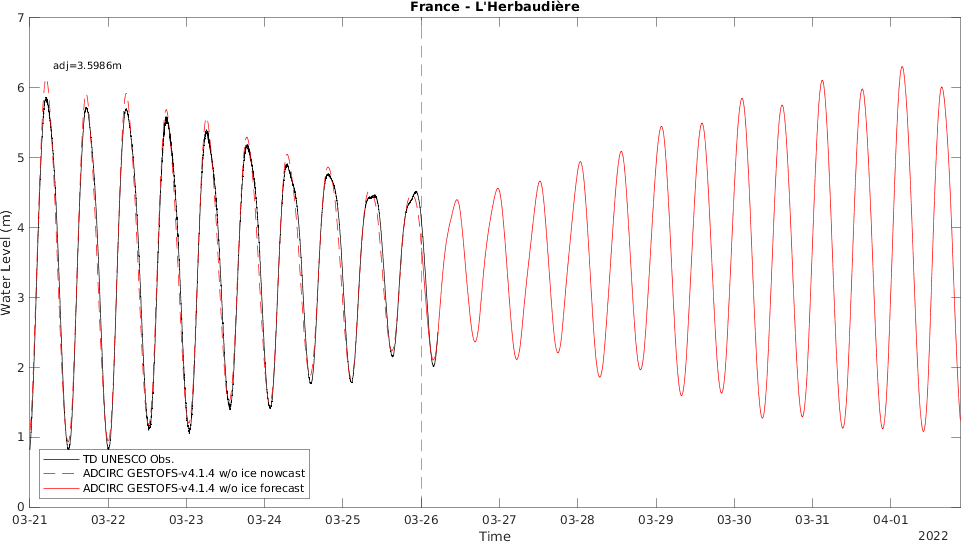 France - L'Herbaudière
adj=3.5986m
7
6
5
4
3
2
1
0
Water Level (m)
TD UNESCO Obs.
ADCIRC GESTOFS-v4.1.4 w/o ice nowcast
ADCIRC GESTOFS-v4.1.4 w/o ice forecast
03-21 03-22 03-23 03-24 03-25 03-26 03-27 03-28 03-29 03-30 03-31 04-01
Time
2022